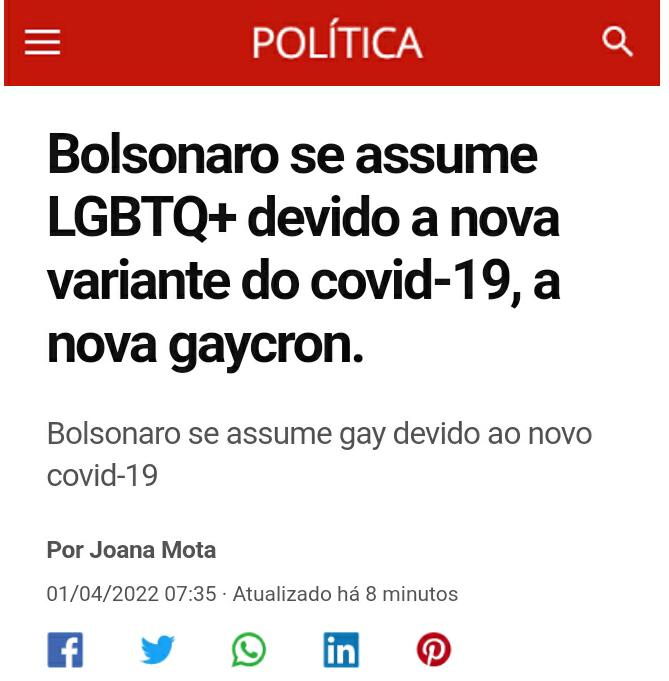 POLÍTICA
Bolsonaro se assume
LGBTQ+ devido a nova
variante do covid-19, a
nova gaycron.
Bolsonaro se assume gay devido ao novo
covid-19
Por Joana Mota
01/04/2022 07:35 · Atualizado há 8 minutos